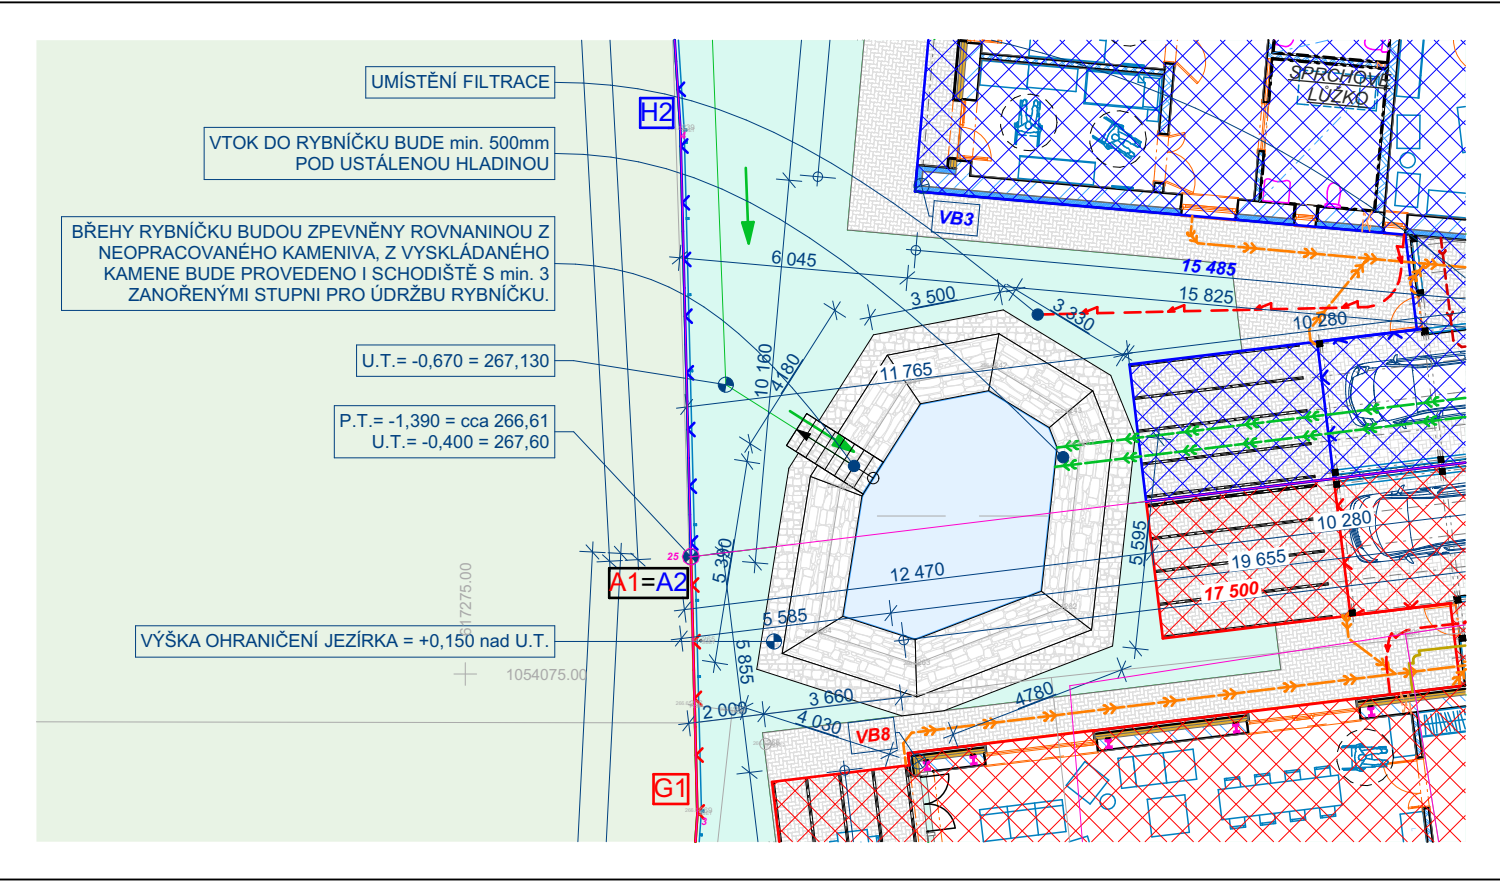 UMÍSTĚNÍ FILTRACE
H2
VTOK DO RYBNÍČKU BUDE min. 500mm
POD USTÁLENOU HLADINOU
BŘEHY RYBNÍČKU BUDOU ZPEVNĚNY ROVNANINOU Z
NEOPRACOVANÉHO KAMENIVA, Z VYSKLÁDANÉHO
KAMENE BUDE PROVEDENO I SCHODIŠTĚ S min. 3
ZANOŘENÝMI STUPNI PRO ÚDRŽBU RYBNÍČKU.
U.T.= -0,670 = 267,130
P.T.= -1,390 = cca 266,61
U.T.= -0,400 = 267,60
VÝŠKA OHRANIČENÍ JEZÍRKA = +0,150 nad U.T.
617275.00
1054075.00
A1=A2
G1
25
3
SPRCHOVÉ
LŮŽKO
VB3
6 045
15 485
15 825
3 500
3 330
10 280
10 160
4180
11 765
5 390
12 470
5 595
10 280
19 655
17 500
5 585
5 855
3 660
2 009
4 030
4780
VB8